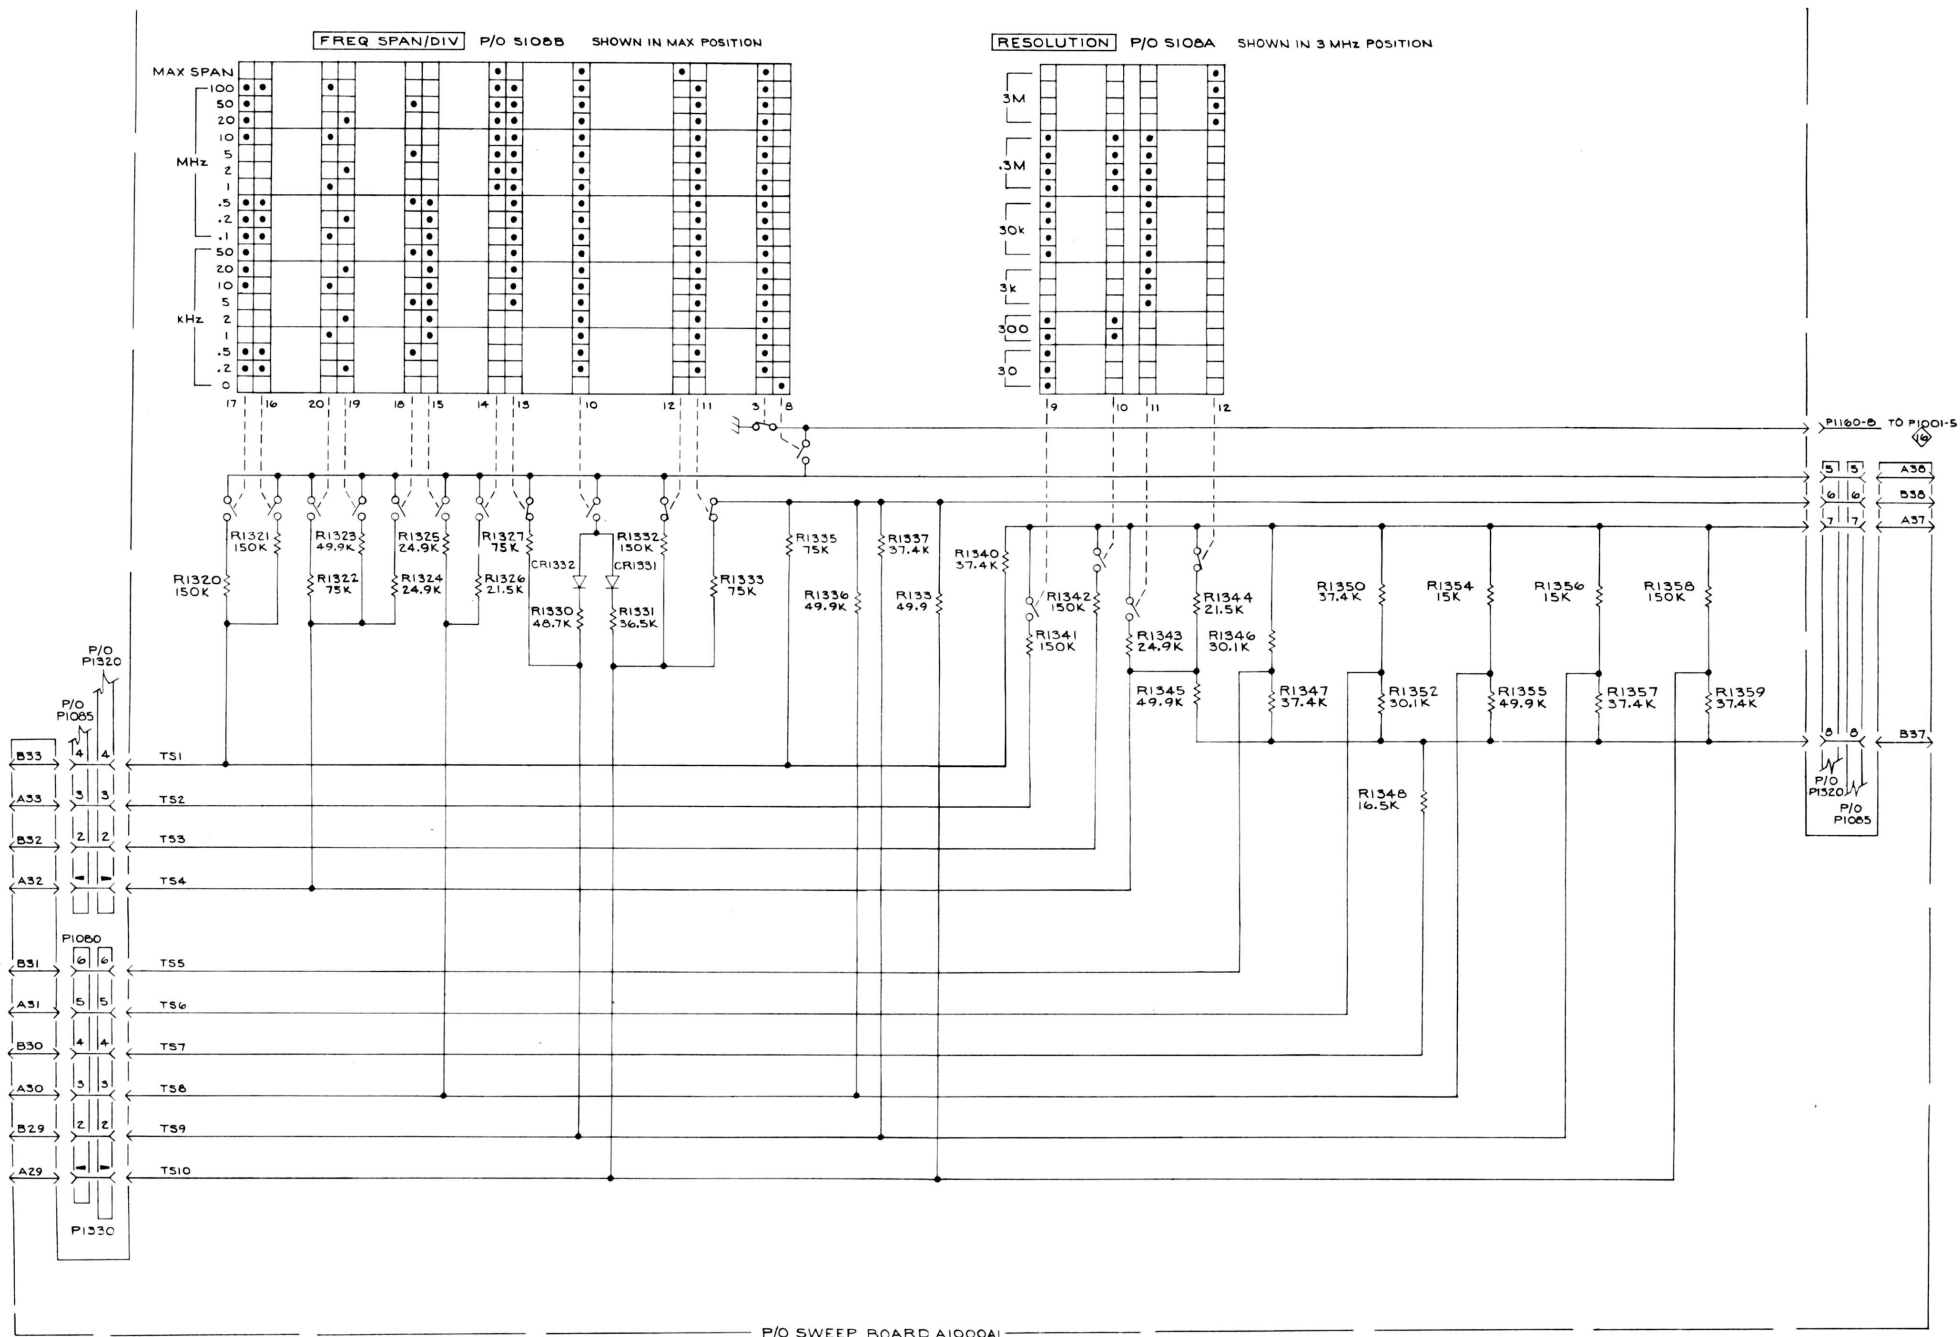 FREQ SPAN/DIV P/O S108B SHOWN IN MAX POSITION
RESOLUTION P/O S108A SHOWN IN 3 MHz POSITION
MAX SPAN
100
50
20
10
MHz
5
2
1
.5
.2
.1
50
20
10
5
kHz
2
1
.5
.2
0
3M
.3M
30k
3k
300
30
17 16 20 19 18 15 14 13 10 12 11 3 8
9 10 11 12
P1160-8 TO P1001-5
16
5 5 A38
6 6 B38
7 7 A37
8 8 B37
P/O
P1320
P/O
P1085
R1321
150K
R1320
150K
R1323
49.9K
R1322
75K
R1325
24.9K
R1324
24.9K
R1327
75K
R1326
21.5K
CR1332
R1330
48.7K
CR1331
R1331
36.5K
R1332
150K
R1333
75K
R1335
75K
R1336
49.9K
R1337
37.4K
R133
49.9
R1340
37.4K
R1341
150K
R1342
150K
R1343
24.9K
R1344
21.5K
R1345
49.9K
R1346
30.1K
R1347
37.4K
R1350
37.4K
R1352
30.1K
R1348
16.5K
R1354
15K
R1355
49.9K
R1356
15K
R1357
37.4K
R1358
150K
R1359
37.4K
P/O
P1320
P/O
P1085
B33 4 4 TS1
A33 3 3 TS2
B32 2 2 TS3
A32 TS4
P1080
B31 6 6 TS5
A31 5 5 TS6
B30 4 4 TS7
A30 3 3 TS8
B29 2 2 TS9
A29 TS10
P1330
P/O SWEEP BOARD A1000A1